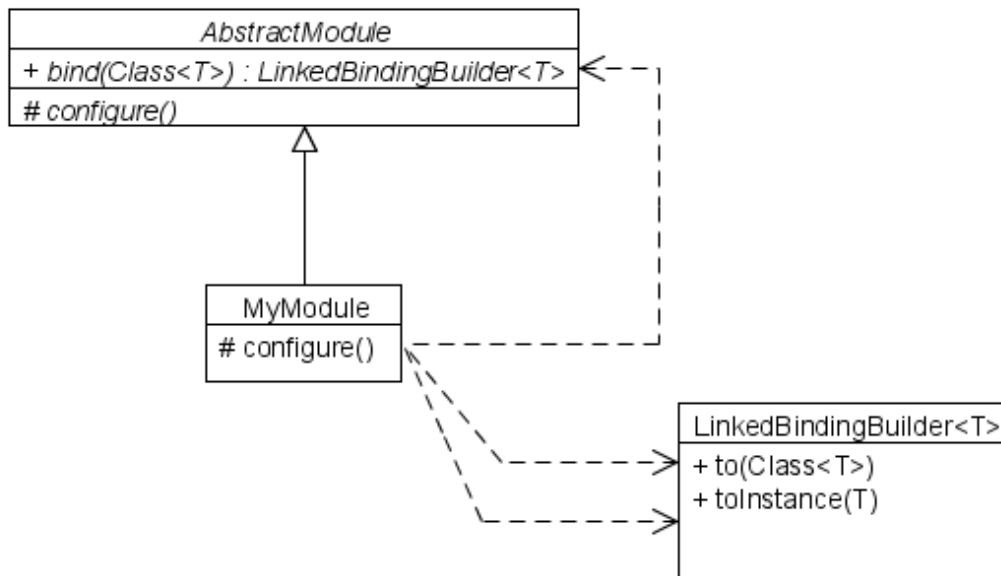 AbstractModule
+ bind(Class<T>) : LinkedBindingBuilder<T>
# configure()
MyModule
# configure()
LinkedBindingBuilder<T>
+ to(Class<T>)
+ toInstance(T)